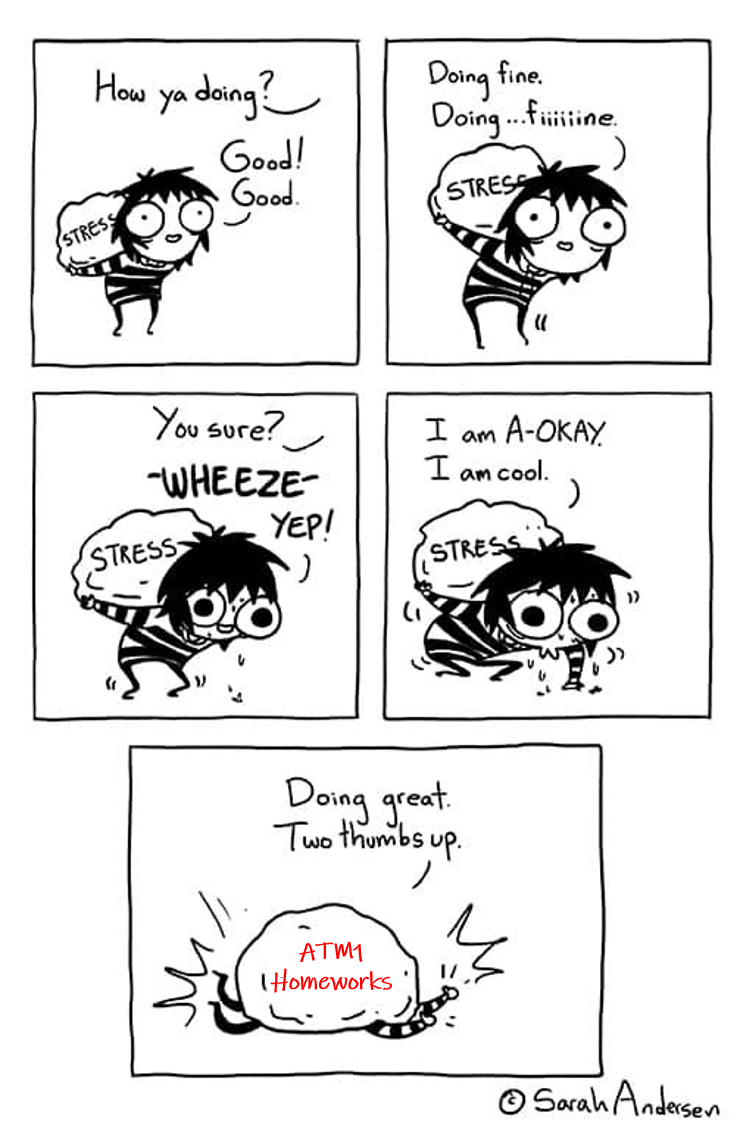 How ya doing?
Good!
Good.
STRESS
Doing fine.
Doing...fiiiiiine.
STRESS
You sure?
-WHEEZE-
YEP!
STRESS
I am A-OKAY.
I am cool.
STRESS
Doing great.
Two thumbs up.
ATM1
Homeworks
© Sarah Andersen